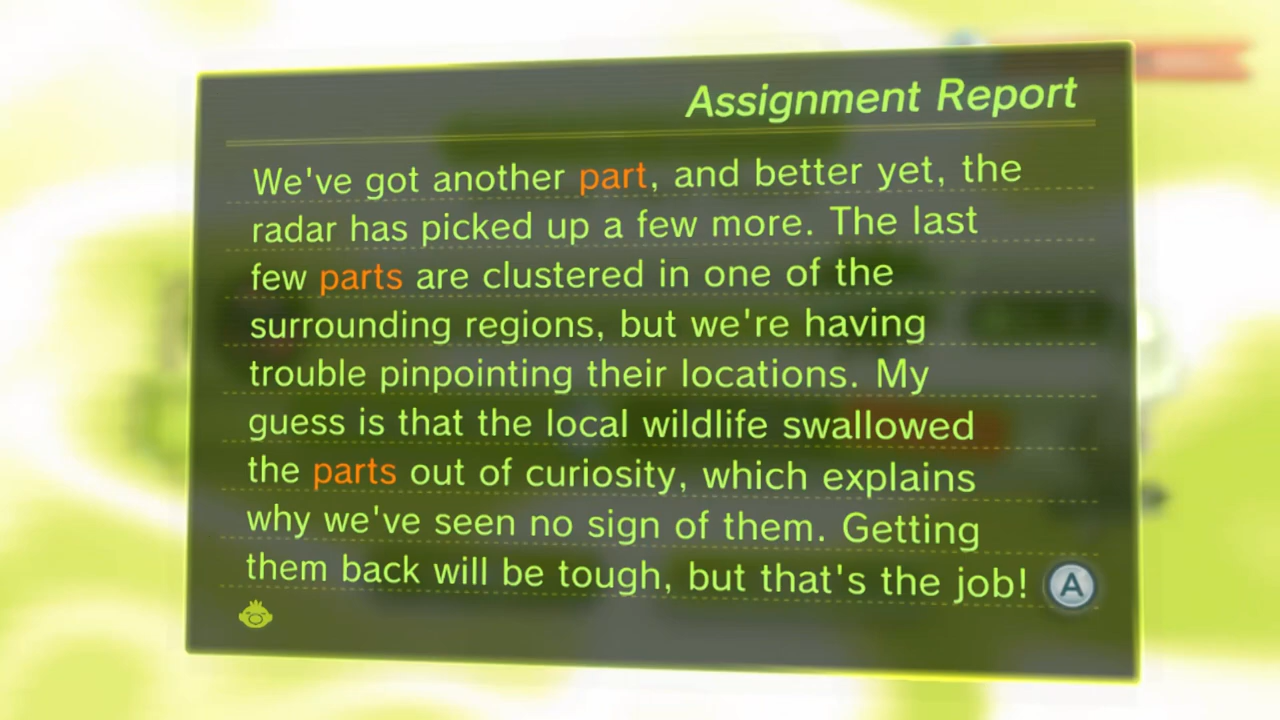 Assignment Report
We've got another part, and better yet, the
radar has picked up a few more. The last
few parts are clustered in one of the
surrounding regions, but we're having
trouble pinpointing their locations. My
guess is that the local wildlife swallowed
the parts out of curiosity, which explains
why we've seen no sign of them. Getting
them back will be tough, but that's the job! A